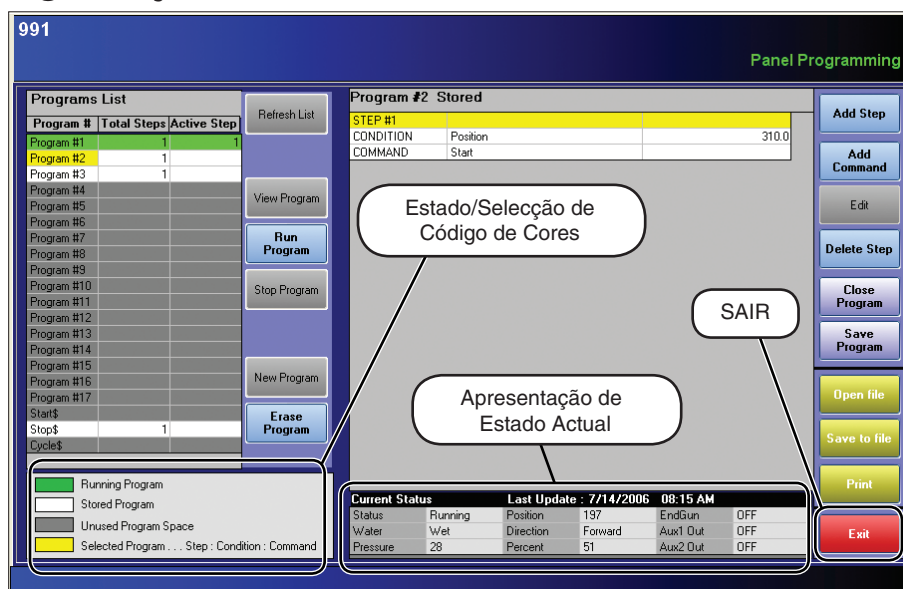 991
Panel Programming
Programs List
Program # Total Steps Active Step
Program #1 1 1
Program #2 1
Program #3 1
Program #4
Program #5
Program #6
Program #7
Program #8
Program #9
Program #10
Program #11
Program #12
Program #13
Program #14
Program #15
Program #16
Program #17
Start$
Stop$ 1
Cycle$
Refresh List
View Program
Run
Program
Stop Program
New Program
Erase
Program
Program #2 Stored
STEP #1
CONDITION Position 310.0
COMMAND Start
Estado/Selecção de
Código de Cores
SAIR
Apresentação de
Estado Actual
Add Step
Add
Command
Edit
Delete Step
Close
Program
Save
Program
Open file
Save to file
Print
Exit
Running Program
Stored Program
Unused Program Space
Selected Program . . . Step : Condition : Command
Current Status Last Update : 7/14/2006 08:15 AM
Status Running Position 197 EndGun OFF
Water Wet Direction Forward Aux1 Out OFF
Pressure 28 Percent 51 Aux2 Out OFF